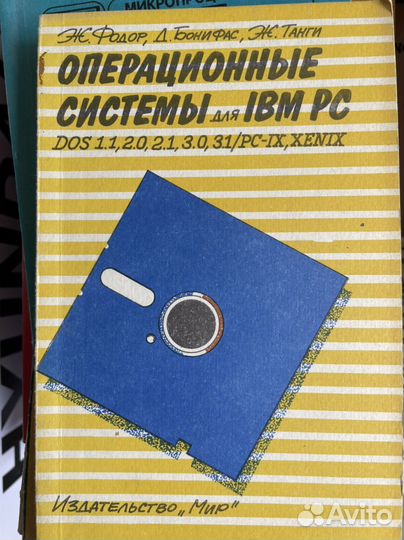 МИКРОПРОЦ
Ж. Фодор, Д. Бонифас, Ж. Танги
ОПЕРАЦИОННЫЕ
СИСТЕМЫ для IBM PC
DOS 1.1, 2.0, 2.1, 3.0, 3.1/PC-IX, XENIX
Издательство „Мир"
Avito